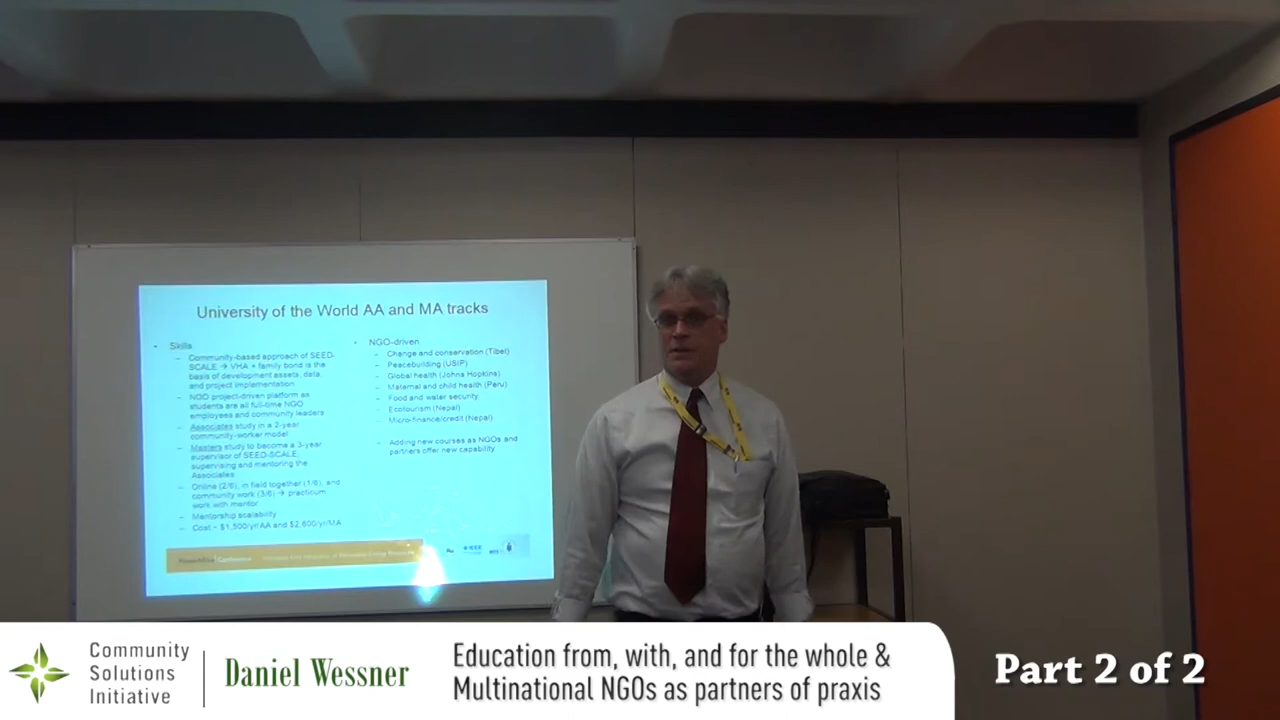 University of the World AA and MA tracks
• Skills
– Community-based approach of SEED-
SCALE → VHA + family bond is the
basis of development assets, data,
and project implementation
– NGO project-driven platform as
students are all full-time NGO
employees and community leaders
– Associates study in a 2-year
community-worker model
– Masters study to become a 3-year
supervisor of SEED-SCALE,
supervising and mentoring the
Associates
– Online (2/6), in field together (1/6), and
community work (3/6) → practicum
work with mentor
– Mentorship scalability
– Cost ~ $1,500/yr/AA and $2,600/yr/MA
• NGO-driven
– Change and conservation (Tibet)
– Peacebuilding (USIP)
– Global health (Johns Hopkins)
– Maternal and child health (Peru)
– Food and water security
– Ecotourism (Nepal)
– Micro-finance/credit (Nepal)
– Adding new courses as NGOs and
partners offer new capability
Community
Solutions
Initiative
Daniel Wessner
Education from, with, and for the whole &
Multinational NGOs as partners of praxis
Part 2 of 2